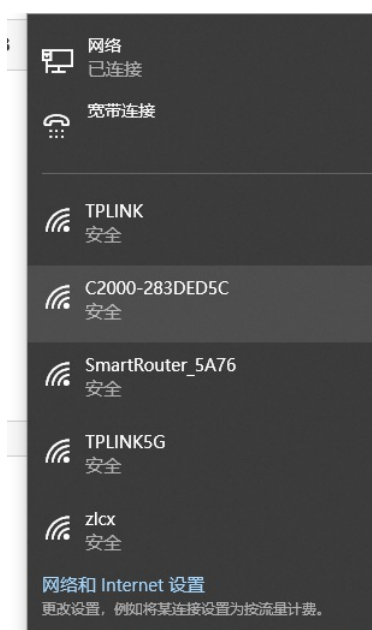 网络
已连接
宽带连接
TPLINK
安全
C2000-283DED5C
安全
SmartRouter_5A76
安全
TPLINK5G
安全
zlcx
安全
网络和 Internet 设置
更改设置，例如将某连接设置为按流量计费。